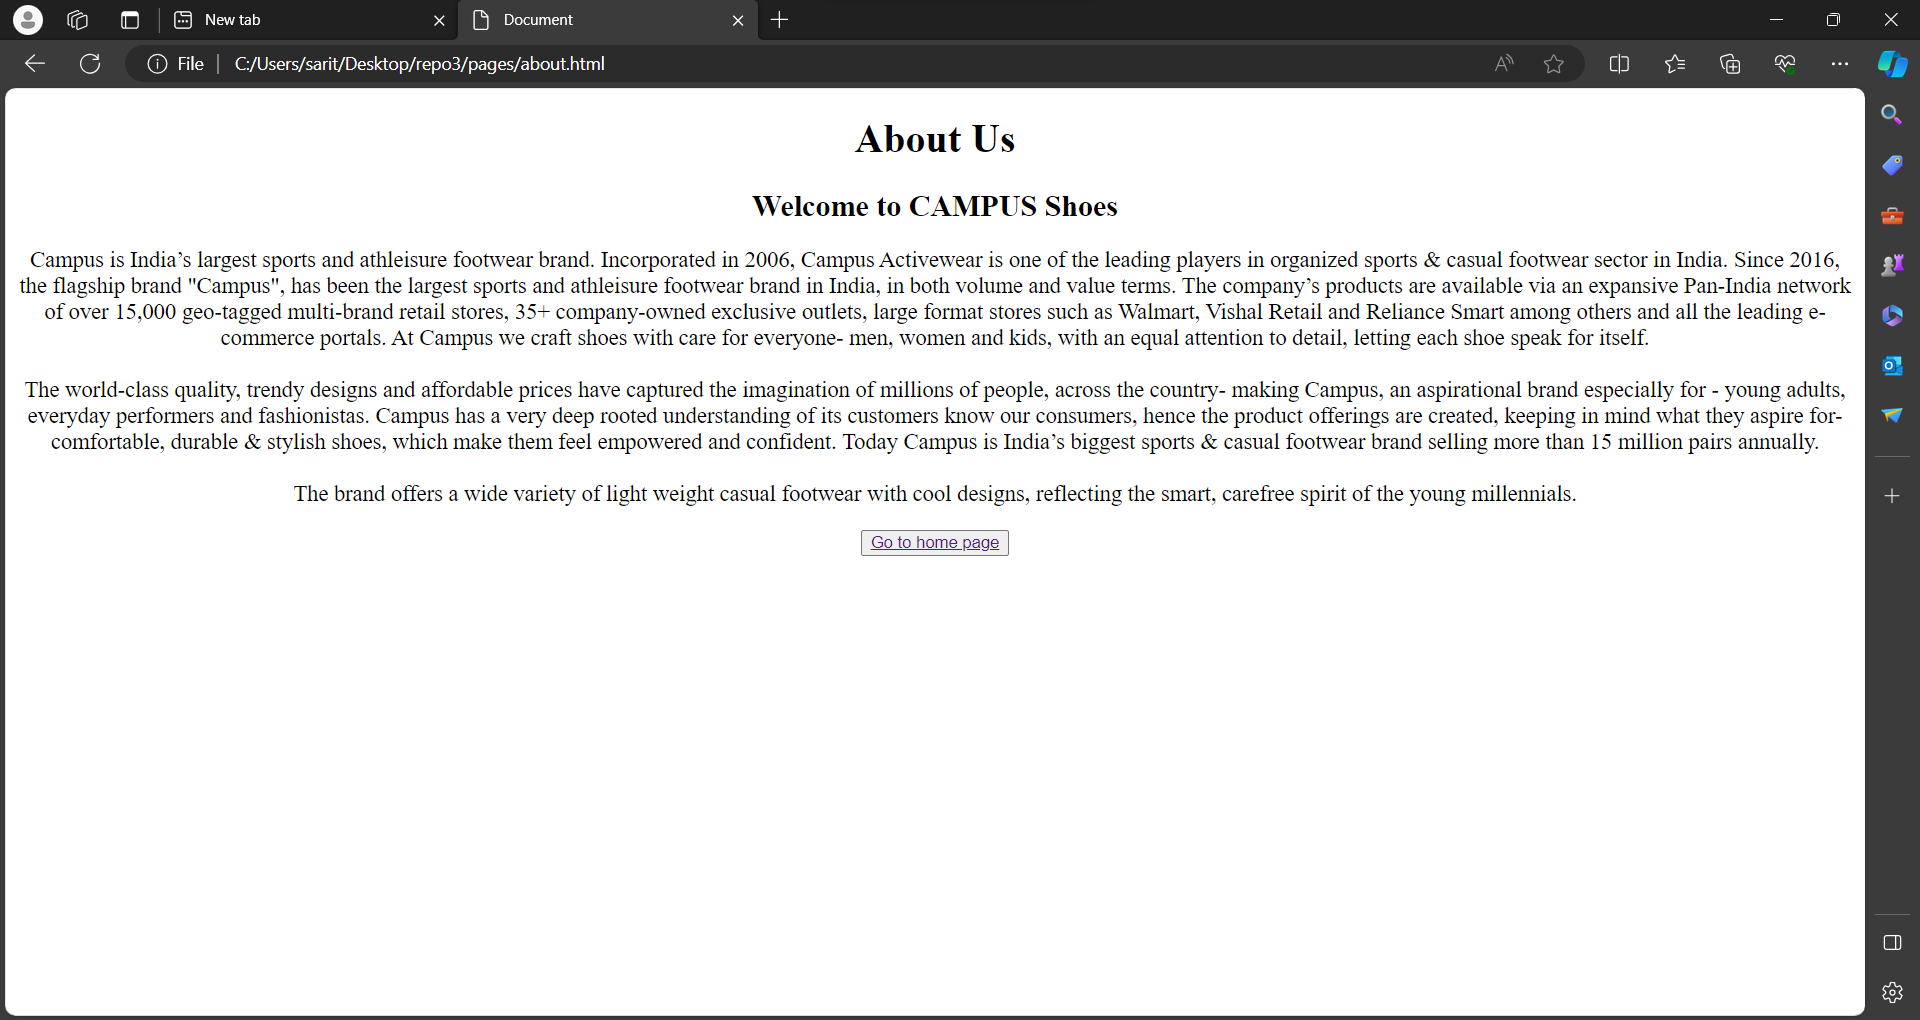 New tab
Document
File
C:/Users/sarit/Desktop/repo3/pages/about.html
About Us
Welcome to CAMPUS Shoes
Campus is India’s largest sports and athleisure footwear brand. Incorporated in 2006, Campus Activewear is one of the leading players in organized sports & casual footwear sector in India. Since 2016,
the flagship brand "Campus", has been the largest sports and athleisure footwear brand in India, in both volume and value terms. The company’s products are available via an expansive Pan-India network
of over 15,000 geo-tagged multi-brand retail stores, 35+ company-owned exclusive outlets, large format stores such as Walmart, Vishal Retail and Reliance Smart among others and all the leading e-
commerce portals. At Campus we craft shoes with care for everyone- men, women and kids, with an equal attention to detail, letting each shoe speak for itself.
The world-class quality, trendy designs and affordable prices have captured the imagination of millions of people, across the country- making Campus, an aspirational brand especially for - young adults,
everyday performers and fashionistas. Campus has a very deep rooted understanding of its customers know our consumers, hence the product offerings are created, keeping in mind what they aspire for-
comfortable, durable & stylish shoes, which make them feel empowered and confident. Today Campus is India’s biggest sports & casual footwear brand selling more than 15 million pairs annually.
The brand offers a wide variety of light weight casual footwear with cool designs, reflecting the smart, carefree spirit of the young millennials.
Go to home page